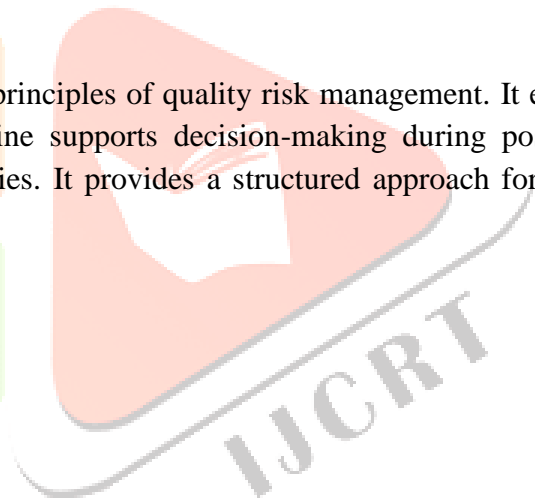 principles of quality risk management. It e
ine supports decision-making during po
ies. It provides a structured approach for
IJCRT